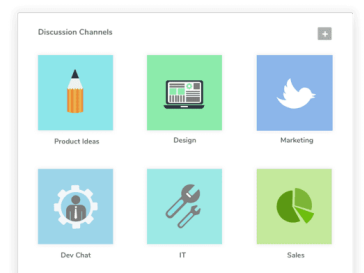 Discussion Channels
Product Ideas
Design
Marketing
Dev Chat
IT
Sales